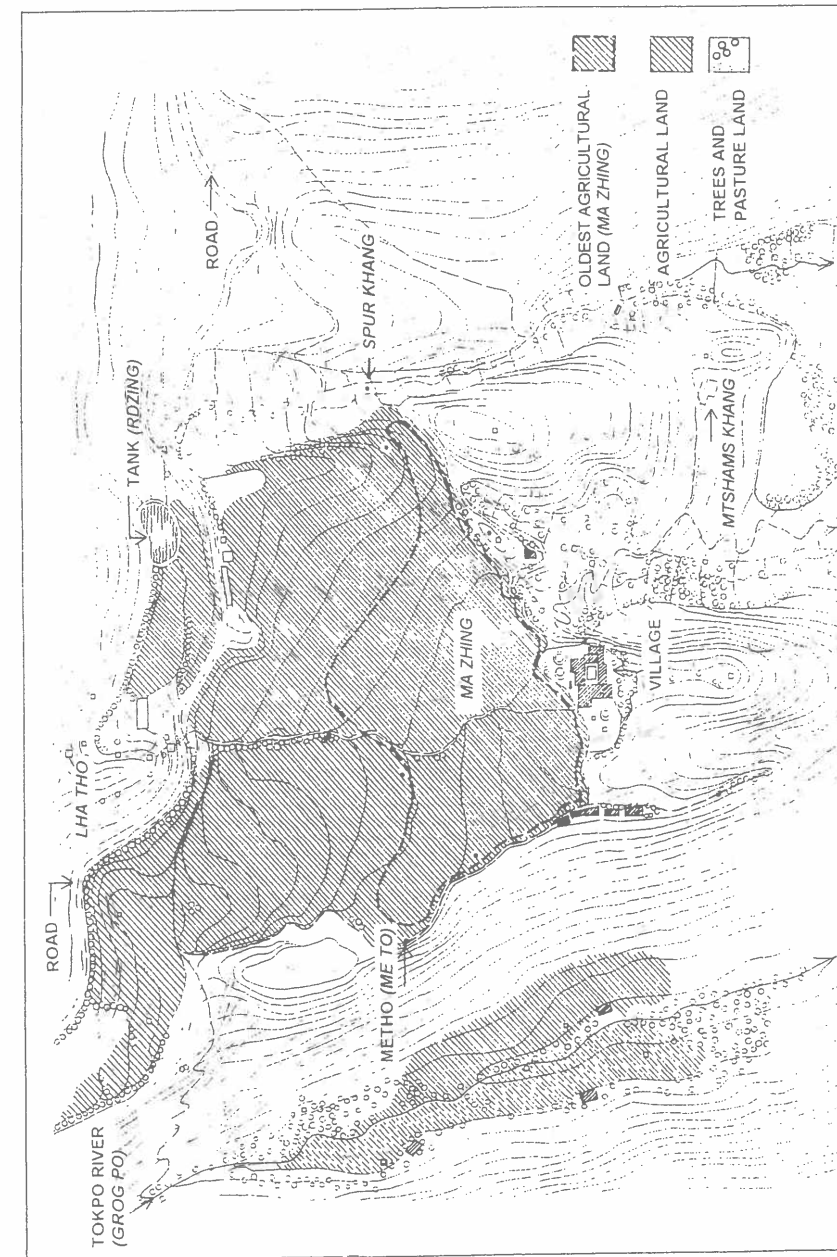 TOKPO RIVER
(GROG PO)
ROAD
LHA THO
TANK (RDZING)
ROAD
METHO (ME TO)
MA ZHING
SPUR KHANG
VILLAGE
MTSHAMS KHANG
OLDEST AGRICULTURAL
LAND (MA ZHING)
AGRICULTURAL LAND
TREES AND
PASTURE LAND